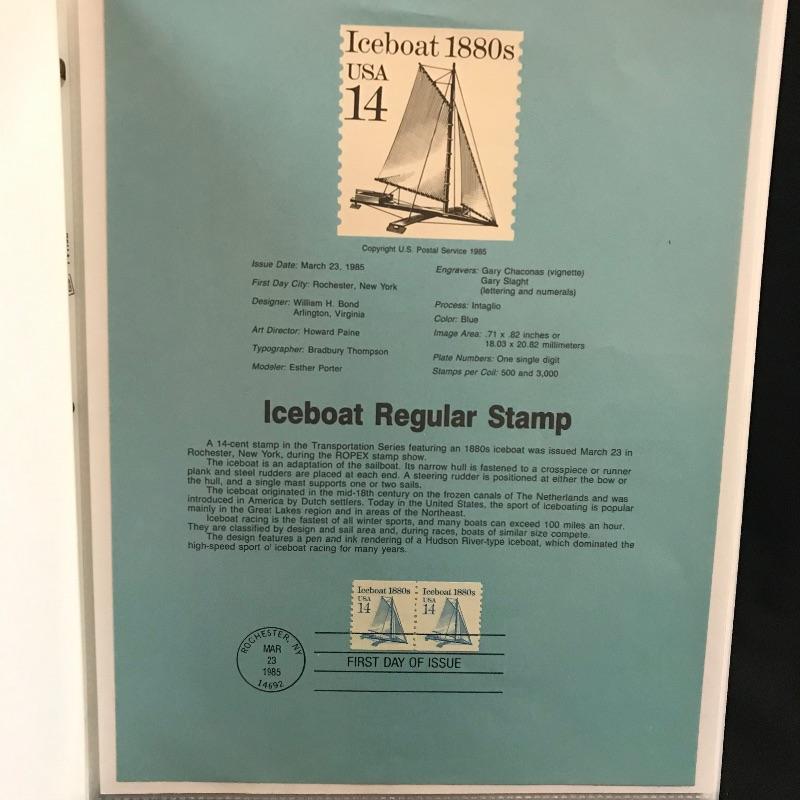 Iceboat 1880s
USA
14
Copyright U.S. Postal Service 1985
Issue Date: March 23, 1985
First Day City: Rochester, New York
Designer: William H. Bond
Arlington, Virginia
Art Director: Howard Paine
Typographer: Bradbury Thompson
Modeler: Esther Porter
Engravers: Gary Chaconas (vignette)
Gary Slaght
(lettering and numerals)
Process: Intaglio
Color: Blue
Image Area: .71 x .82 inches or
18.03 x 20.82 millimeters
Plate Numbers: One single digit
Stamps per Coil: 500 and 3,000
Iceboat Regular Stamp
A 14-cent stamp in the Transportation Series featuring an 1880s iceboat was issued March 23 in
Rochester, New York, during the ROPEX stamp show.
The iceboat is an adaptation of the sailboat. Its narrow hull is fastened to a crosspiece or runner
plank and steel rudders are placed at each end. A steering rudder is positioned at either the bow or
the hull, and a single mast supports one or two sails.
The iceboat originated in the mid-18th century on the frozen canals of The Netherlands and was
introduced in America by Dutch settlers. Today in the United States, the sport of iceboating is popular
mainly in the Great Lakes region and in areas of the Northeast.
Iceboat racing is the fastest of all winter sports, and many boats can exceed 100 miles an hour.
They are classified by design and sail area and, during races, boats of similar size compete.
The design features a pen and ink rendering of a Hudson River-type iceboat, which dominated the
high-speed sport of iceboat racing for many years.
Iceboat 1880s
USA
14
Iceboat 1880s
USA
14
ROCHESTER, NY
MAR
23
1985
14692
FIRST DAY OF ISSUE